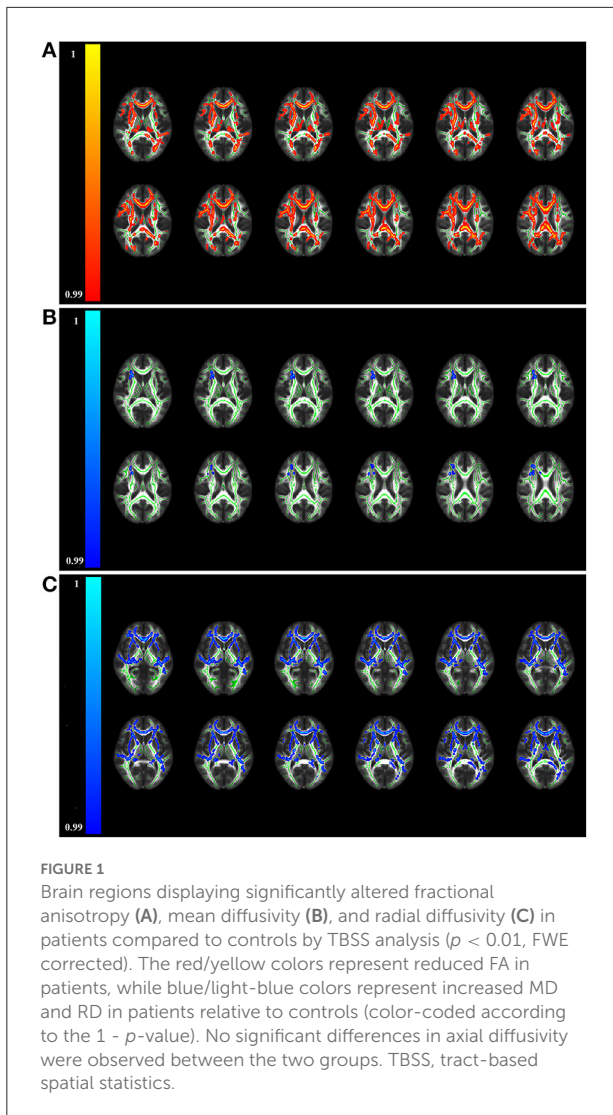 A
1
0.99
B
1
0.99
C
1
0.99
FIGURE 1
Brain regions displaying significantly altered fractional
anisotropy (A), mean diffusivity (B), and radial diffusivity (C) in
patients compared to controls by TBSS analysis (p < 0.01, FWE
corrected). The red/yellow colors represent reduced FA in
patients, while blue/light-blue colors represent increased MD
and RD in patients relative to controls (color-coded according
to the 1 - p-value). No significant differences in axial diffusivity
were observed between the two groups. TBSS, tract-based
spatial statistics.